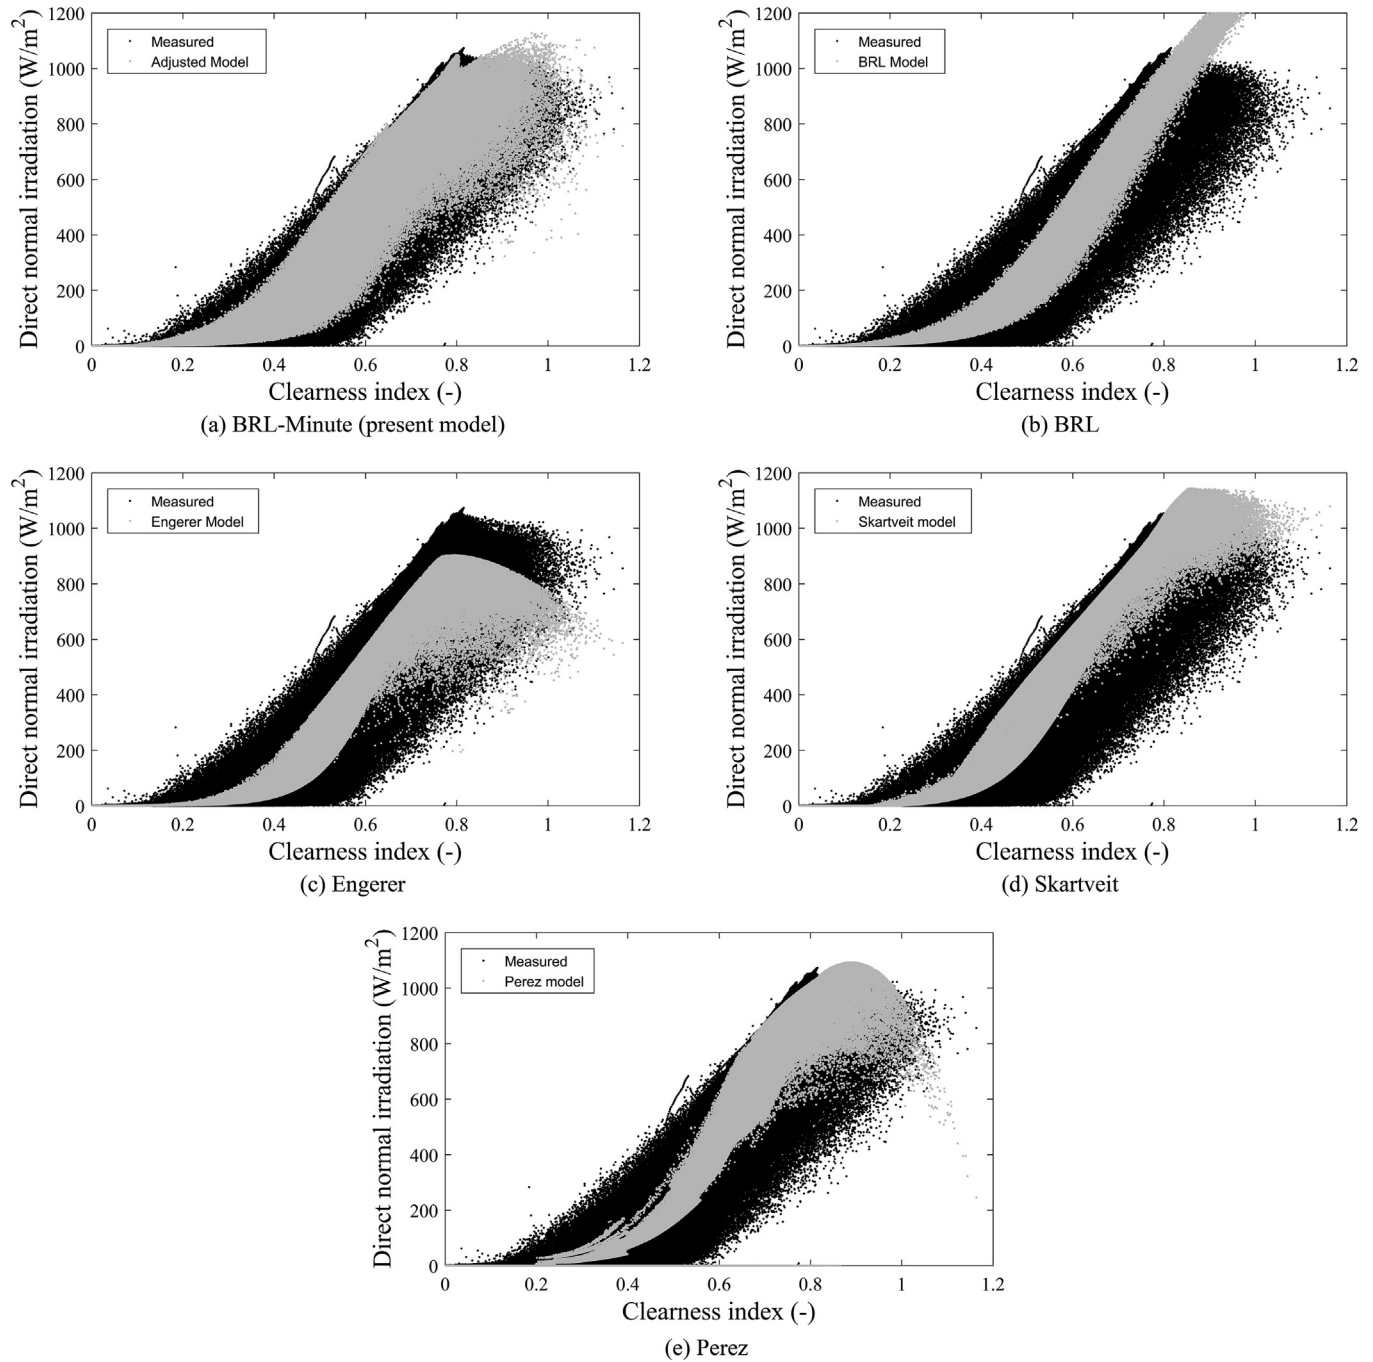 Direct normal irradiation (W/m²)
1200
1000
800
600
400
200
0
Measured
Adjusted Model
0 0.2 0.4 0.6 0.8 1 1.2
Clearness index (-)
(a) BRL-Minute (present model)
Direct normal irradiation (W/m²)
1200
1000
800
600
400
200
0
Measured
BRL Model
0 0.2 0.4 0.6 0.8 1 1.2
Clearness index (-)
(b) BRL
Direct normal irradiation (W/m²)
1200
1000
800
600
400
200
0
Measured
Engerer Model
0 0.2 0.4 0.6 0.8 1 1.2
Clearness index (-)
(c) Engerer
Direct normal irradiation (W/m²)
1200
1000
800
600
400
200
0
Measured
Skartveit model
0 0.2 0.4 0.6 0.8 1 1.2
Clearness index (-)
(d) Skartveit
Direct normal irradiation (W/m²)
1200
1000
800
600
400
200
0
Measured
Perez model
0 0.2 0.4 0.6 0.8 1 1.2
Clearness index (-)
(e) Perez